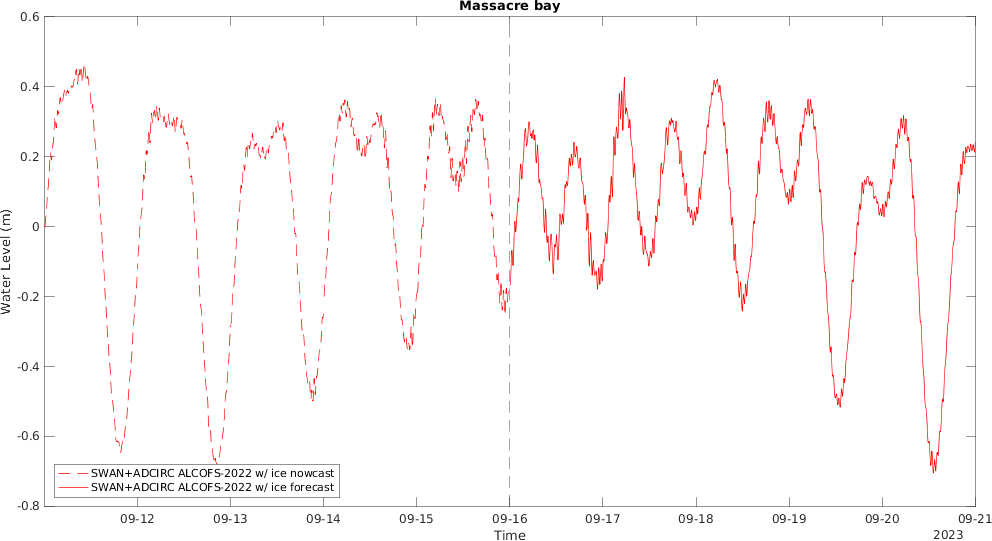 Massacre bay
0.6
0.4
0.2
0
-0.2
-0.4
-0.6
-0.8
Water Level (m)
SWAN+ADCIRC ALCOFS-2022 w/ ice nowcast
SWAN+ADCIRC ALCOFS-2022 w/ ice forecast
09-12 09-13 09-14 09-15 09-16 09-17 09-18 09-19 09-20 09-21
Time
2023